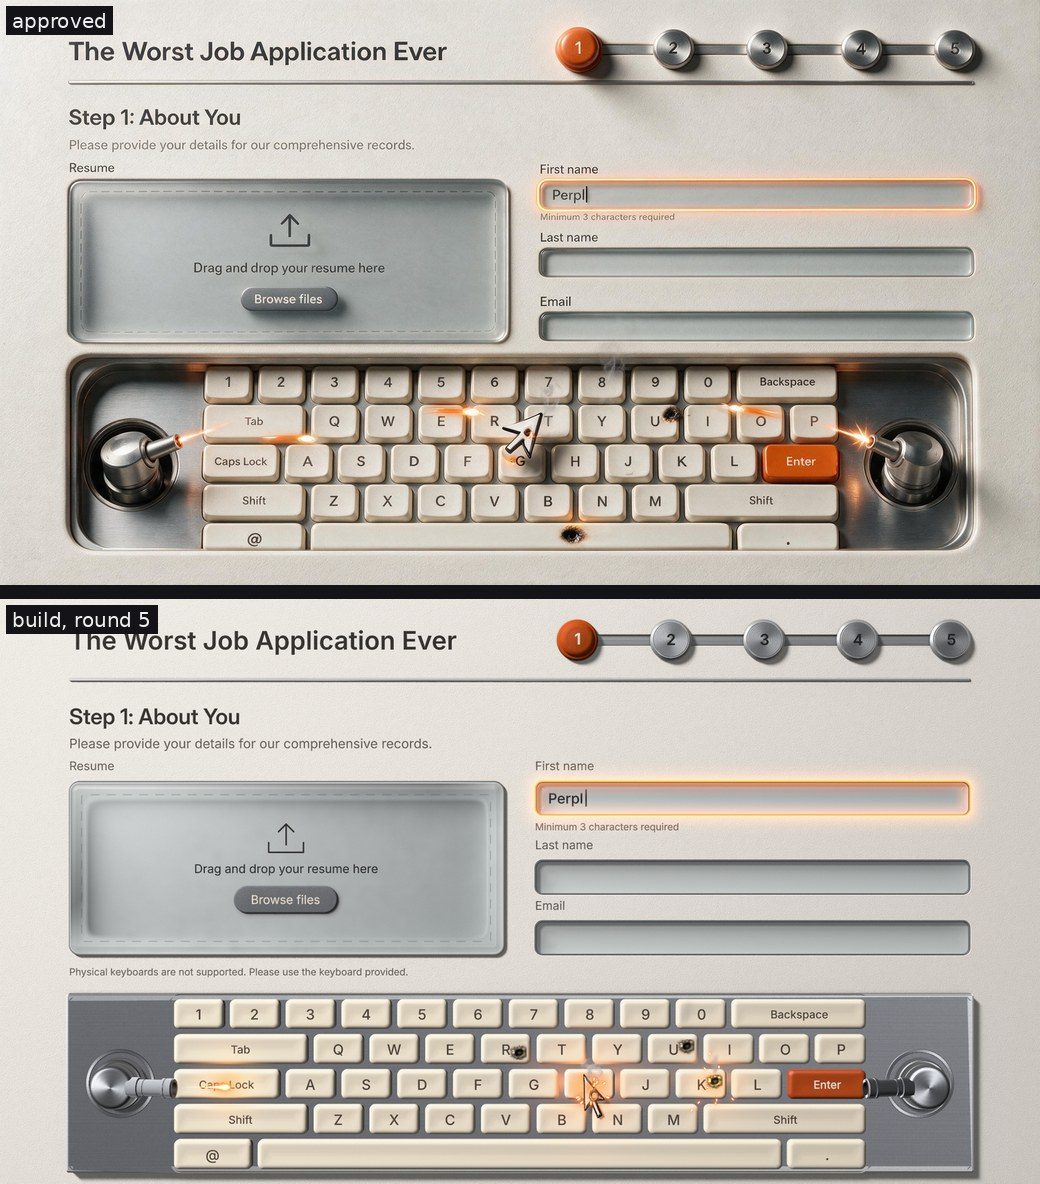 approved
The Worst Job Application Ever
1 2 3 4 5
Step 1: About You
Please provide your details for our comprehensive records.
Resume
Drag and drop your resume here
Browse files
First name
Perpl
Minimum 3 characters required
Last name
Email
1 2 3 4 5 6 7 8 9 0 Backspace
Tab Q W E R T Y U I O P
Caps Lock A S D F G H J K L Enter
Shift Z X C V B N M Shift
@ .
build, round 5
The Worst Job Application Ever
1 2 3 4 5
Step 1: About You
Please provide your details for our comprehensive records.
Resume
Drag and drop your resume here
Browse files
First name
Perpl
Minimum 3 characters required
Last name
Email
Physical keyboards are not supported. Please use the keyboard provided.
1 2 3 4 5 6 7 8 9 0 Backspace
Tab Q W E R T Y U I O P
Caps Lock A S D F G J K L Enter
Shift Z X C V B N M Shift
@ .